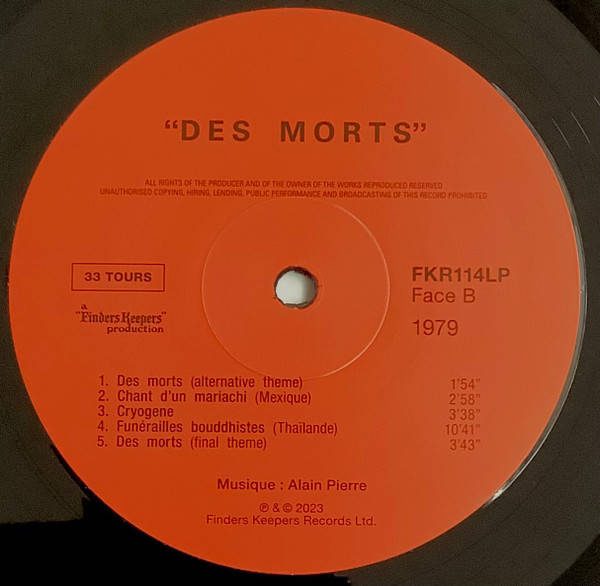 “DES MORTS”
ALL RIGHTS OF THE PRODUCER AND OF THE OWNER OF THE WORKS REPRODUCED RESERVED
UNAUTHORISED COPYING, HIRING, LENDING, PUBLIC PERFORMANCE AND BROADCASTING OF THIS RECORD PROHIBITED
33 TOURS
FKR114LP
Face B
1979
a
"Finders Keepers"
production
1. Des morts (alternative theme) 1’54”
2. Chant d’un mariachi (Mexique) 2’58”
3. Cryogene 3’38”
4. Funérailles bouddhistes (Thaïlande) 10’41”
5. Des morts (final theme) 3’43”
Musique : Alain Pierre
℗ & © 2023
Finders Keepers Records Ltd.